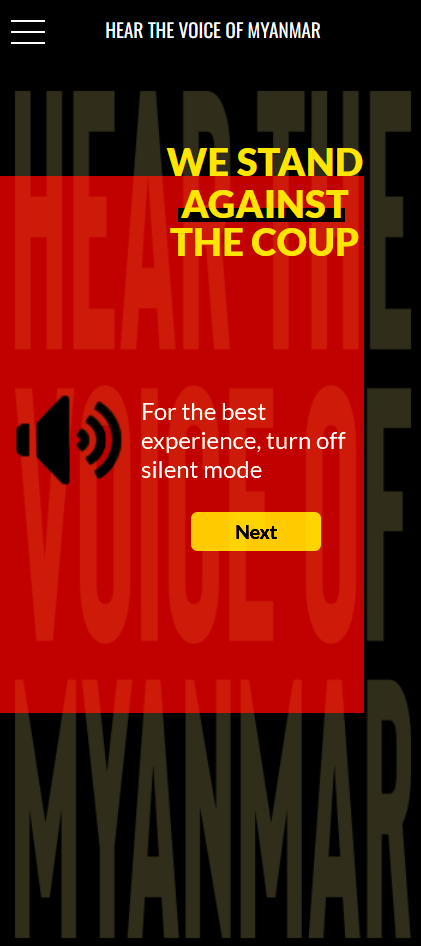 HEAR THE VOICE OF MYANMAR
HEAR THE
WE STAND
AGAINST
THE COUP
For the best
experience, turn off
silent mode
VOICE OF
Next
MYANMAR